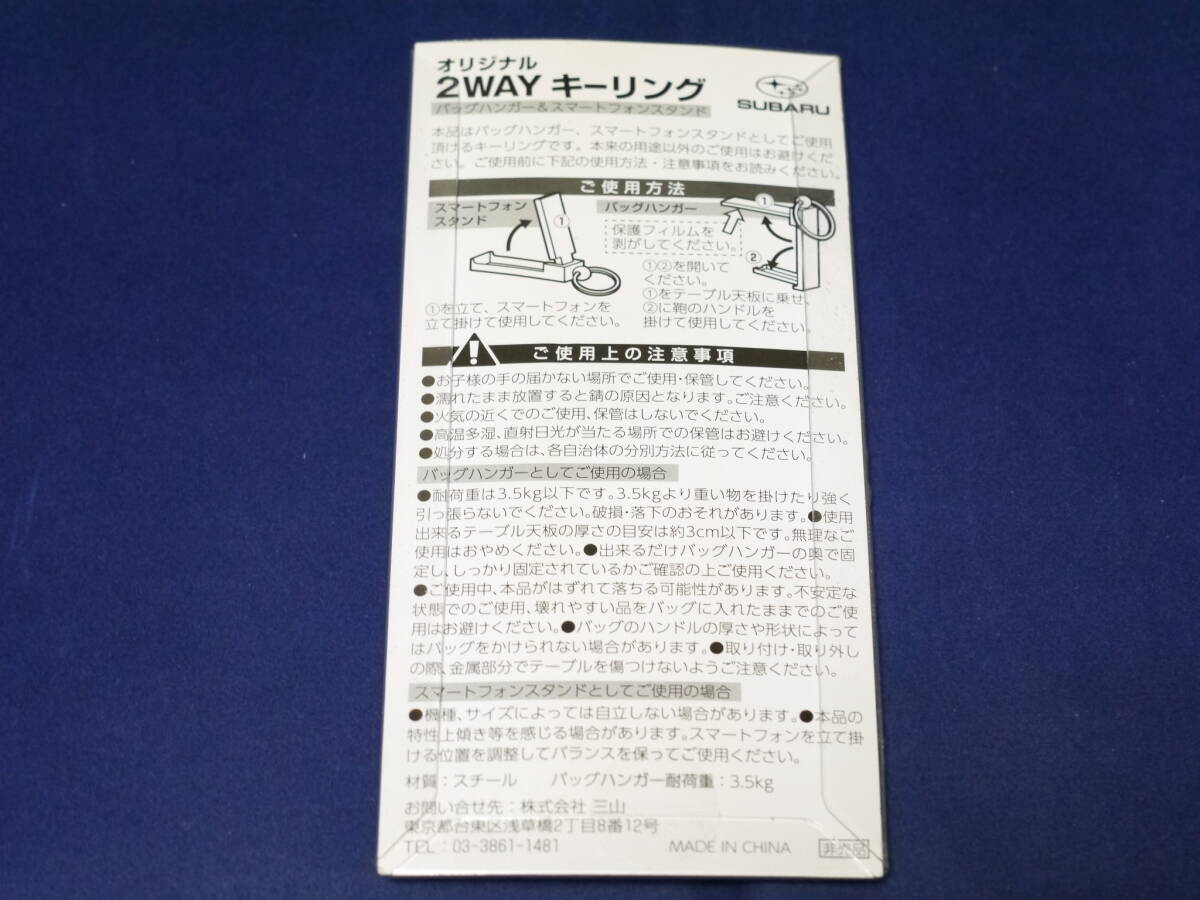 オリジナル
2WAY キーリング
SUBARU
バッグハンガー&スマートフォンスタンド
本品はバッグハンガー、スマートフォンスタンドとしてご使用
頂けるキーリングです。本来の用途以外のご使用はお避けくだ
さい。ご使用前に下記の使用方法・注意事項をお読みください。
ご使用方法
スマートフォン
スタンド
①
①を立て、スマートフォンを
立て掛けて使用してください。
バッグハンガー
保護フィルムを
剥がしてください。
①
②
①②を開いて
ください。
①をテーブル天板に乗せ、
②に鞄のハンドルを
掛けて使用してください。
ご使用上の注意事項
●お子様の手の届かない場所でご使用・保管してください。
●濡れたまま放置すると錆の原因となります。ご注意ください。
●火気の近くでのご使用、保管はしないでください。
●高温多湿、直射日光が当たる場所での保管はお避けください。
●処分する場合は、各自治体の分別方法に従ってください。
バッグハンガーとしてご使用の場合
●耐荷重は3.5kg以下です。3.5kgより重い物を掛けたり強く
引っ張らないでください。破損・落下のおそれがあります。●使用
出来るテーブル天板の厚さの目安は約3cm以下です。無理なご
使用はおやめください。●出来るだけバッグハンガーの奥で固
定し、しっかり固定されているかご確認の上ご使用ください。
●ご使用中、本品がはずれて落ちる可能性があります。不安定な
状態でのご使用、壊れやすい品をバッグに入れたままでのご使
用はお避けください。●バッグのハンドルの厚さや形状によって
はバッグをかけられない場合があります。●取り付け・取り外し
の際、金属部分でテーブルを傷つけないようご注意ください。
スマートフォンスタンドとしてご使用の場合
●機種、サイズによっては自立しない場合があります。●本品の
特性上傾き等を感じる場合があります。スマートフォンを立て掛
ける位置を調整してバランスを保ってご使用ください。
材質：スチール　バッグハンガー耐荷重：3.5kg
お問い合せ先：株式会社 三山
東京都台東区浅草橋2丁目8番12号
TEL：03-3861-1481
MADE IN CHINA
非売品